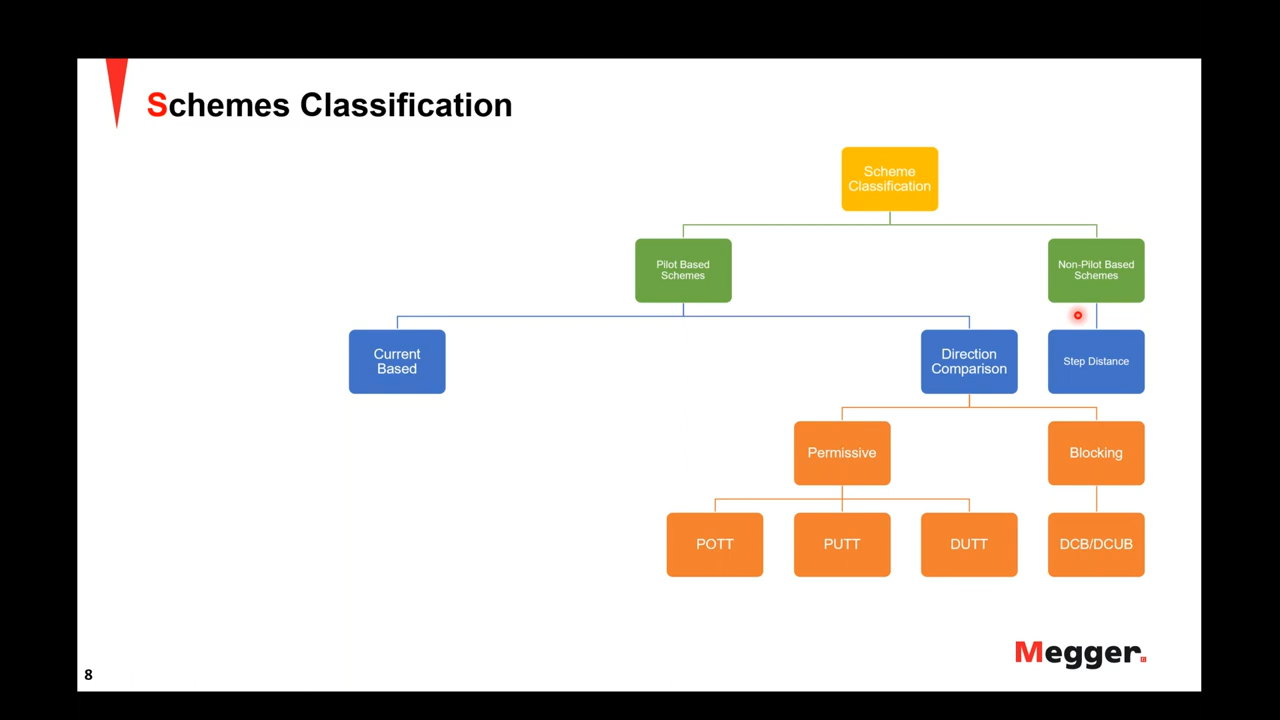 Schemes Classification
Scheme
Classification
Pilot Based
Schemes
Non-Pilot Based
Schemes
Current
Based
Direction
Comparison
Step Distance
Permissive
Blocking
POTT
PUTT
DUTT
DCB/DCUB
Megger
8